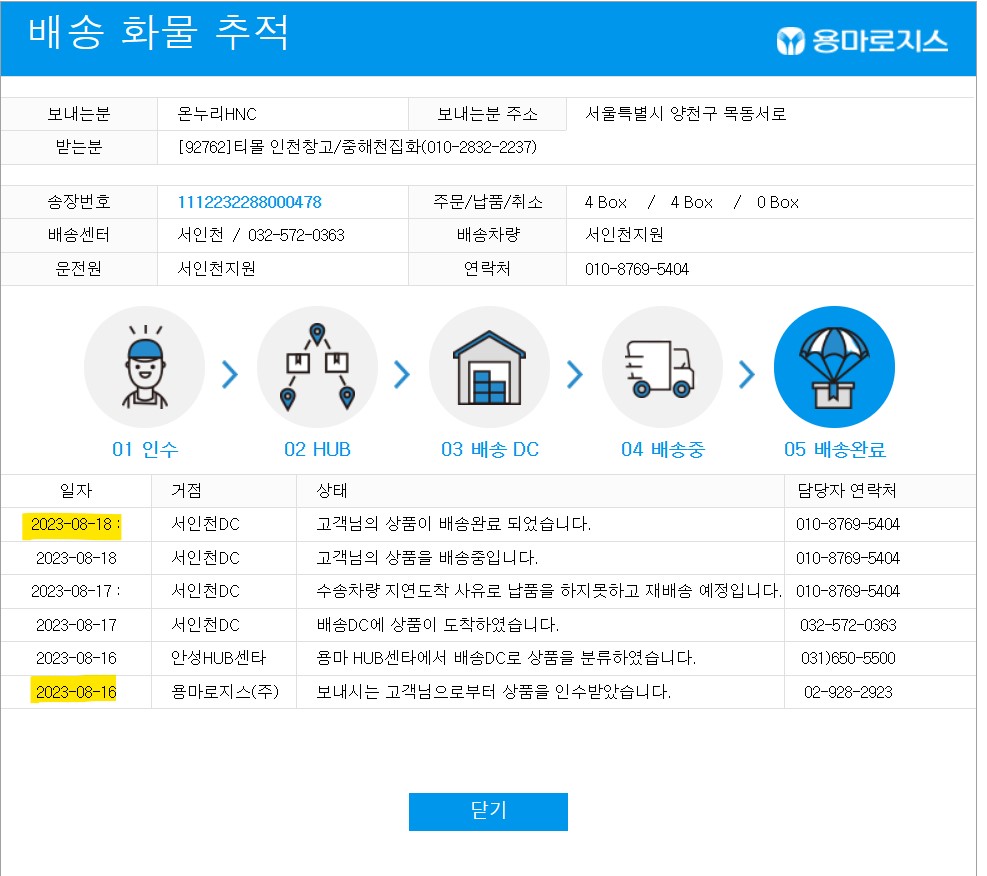 배송 화물 추적
용마로지스
보내는분 온누리HNC 보내는분 주소 서울특별시 양천구 목동서로
받는분 [92762]티몰 인천창고/중해천집화(010-2832-2237)
송장번호 1112232288000478 주문/납품/취소 4 Box / 4 Box / 0 Box
배송센터 서인천 / 032-572-0363 배송차량 서인천지원
운전원 서인천지원 연락처 010-8769-5404
01 인수 02 HUB 03 배송 DC 04 배송중 05 배송완료
일자 거점 상태 담당자 연락처
2023-08-18 : 서인천DC 고객님의 상품이 배송완료 되었습니다. 010-8769-5404
2023-08-18 서인천DC 고객님의 상품을 배송중입니다. 010-8769-5404
2023-08-17 : 서인천DC 수송차량 지연도착 사유로 납품을 하지못하고 재배송 예정입니다. 010-8769-5404
2023-08-17 서인천DC 배송DC에 상품이 도착하였습니다. 032-572-0363
2023-08-16 안성HUB센타 용마 HUB센타에서 배송DC로 상품을 분류하였습니다. 031)650-5500
2023-08-16 용마로지스(주) 보내시는 고객님으로부터 상품을 인수받았습니다. 02-928-2923
닫기